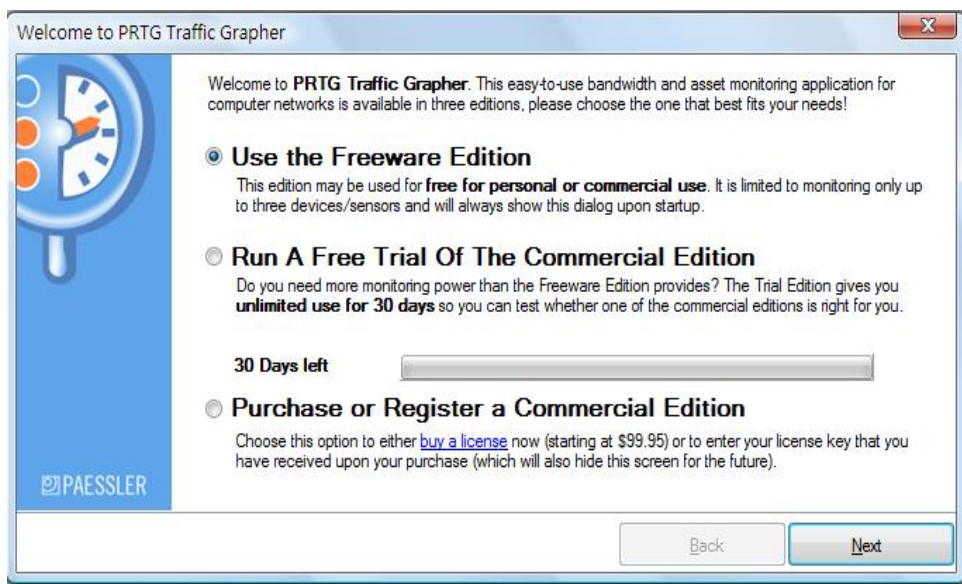 Welcome to PRTG Traffic Grapher
Welcome to PRTG Traffic Grapher. This easy-to-use bandwidth and asset monitoring application for
computer networks is available in three editions, please choose the one that best fits your needs!
Use the Freeware Edition
This edition may be used for free for personal or commercial use. It is limited to monitoring only up
to three devices/sensors and will always show this dialog upon startup.
Run A Free Trial Of The Commercial Edition
Do you need more monitoring power than the Freeware Edition provides? The Trial Edition gives you
unlimited use for 30 days so you can test whether one of the commercial editions is right for you.
30 Days left
Purchase or Register a Commercial Edition
Choose this option to either buy a license now (starting at $99.95) or to enter your license key that you
have received upon your purchase (which will also hide this screen for the future).
PAESSLER
Back
Next